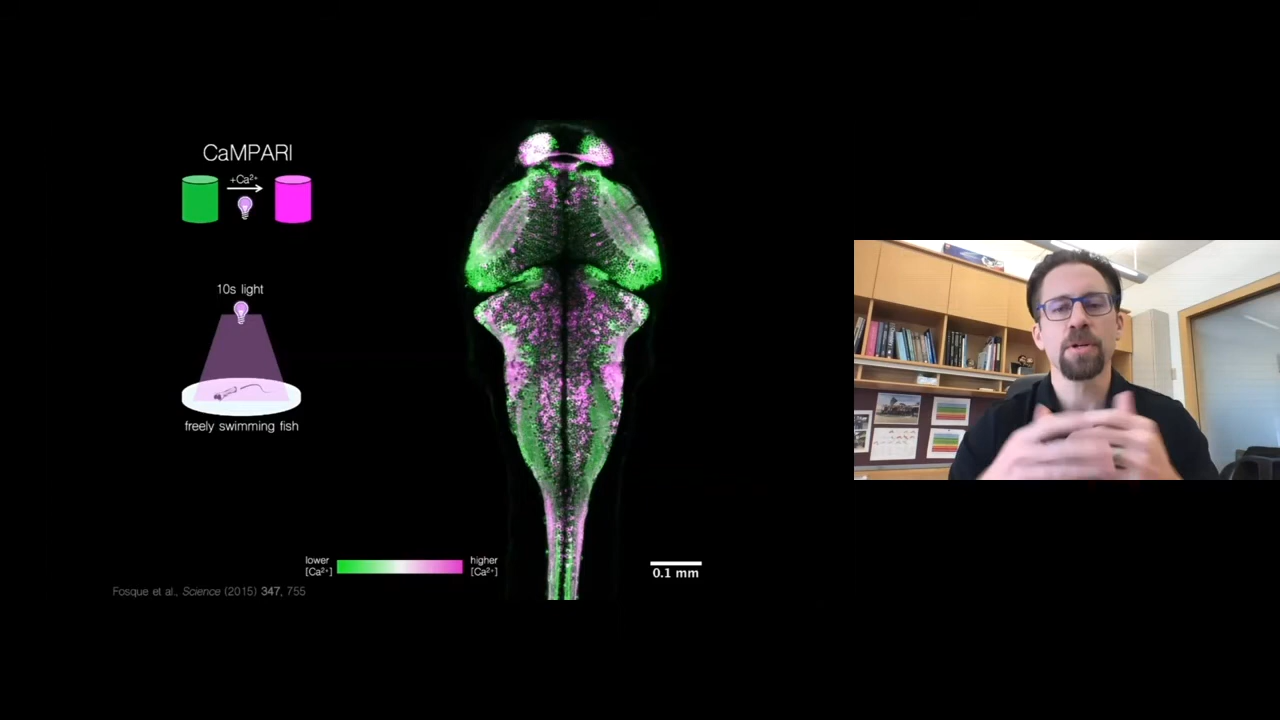 CaMPARI
+Ca²⁺
10s light
freely swimming fish
lower
[Ca²⁺]
higher
[Ca²⁺]
0.1 mm
Fosque et al., Science (2015) 347, 755